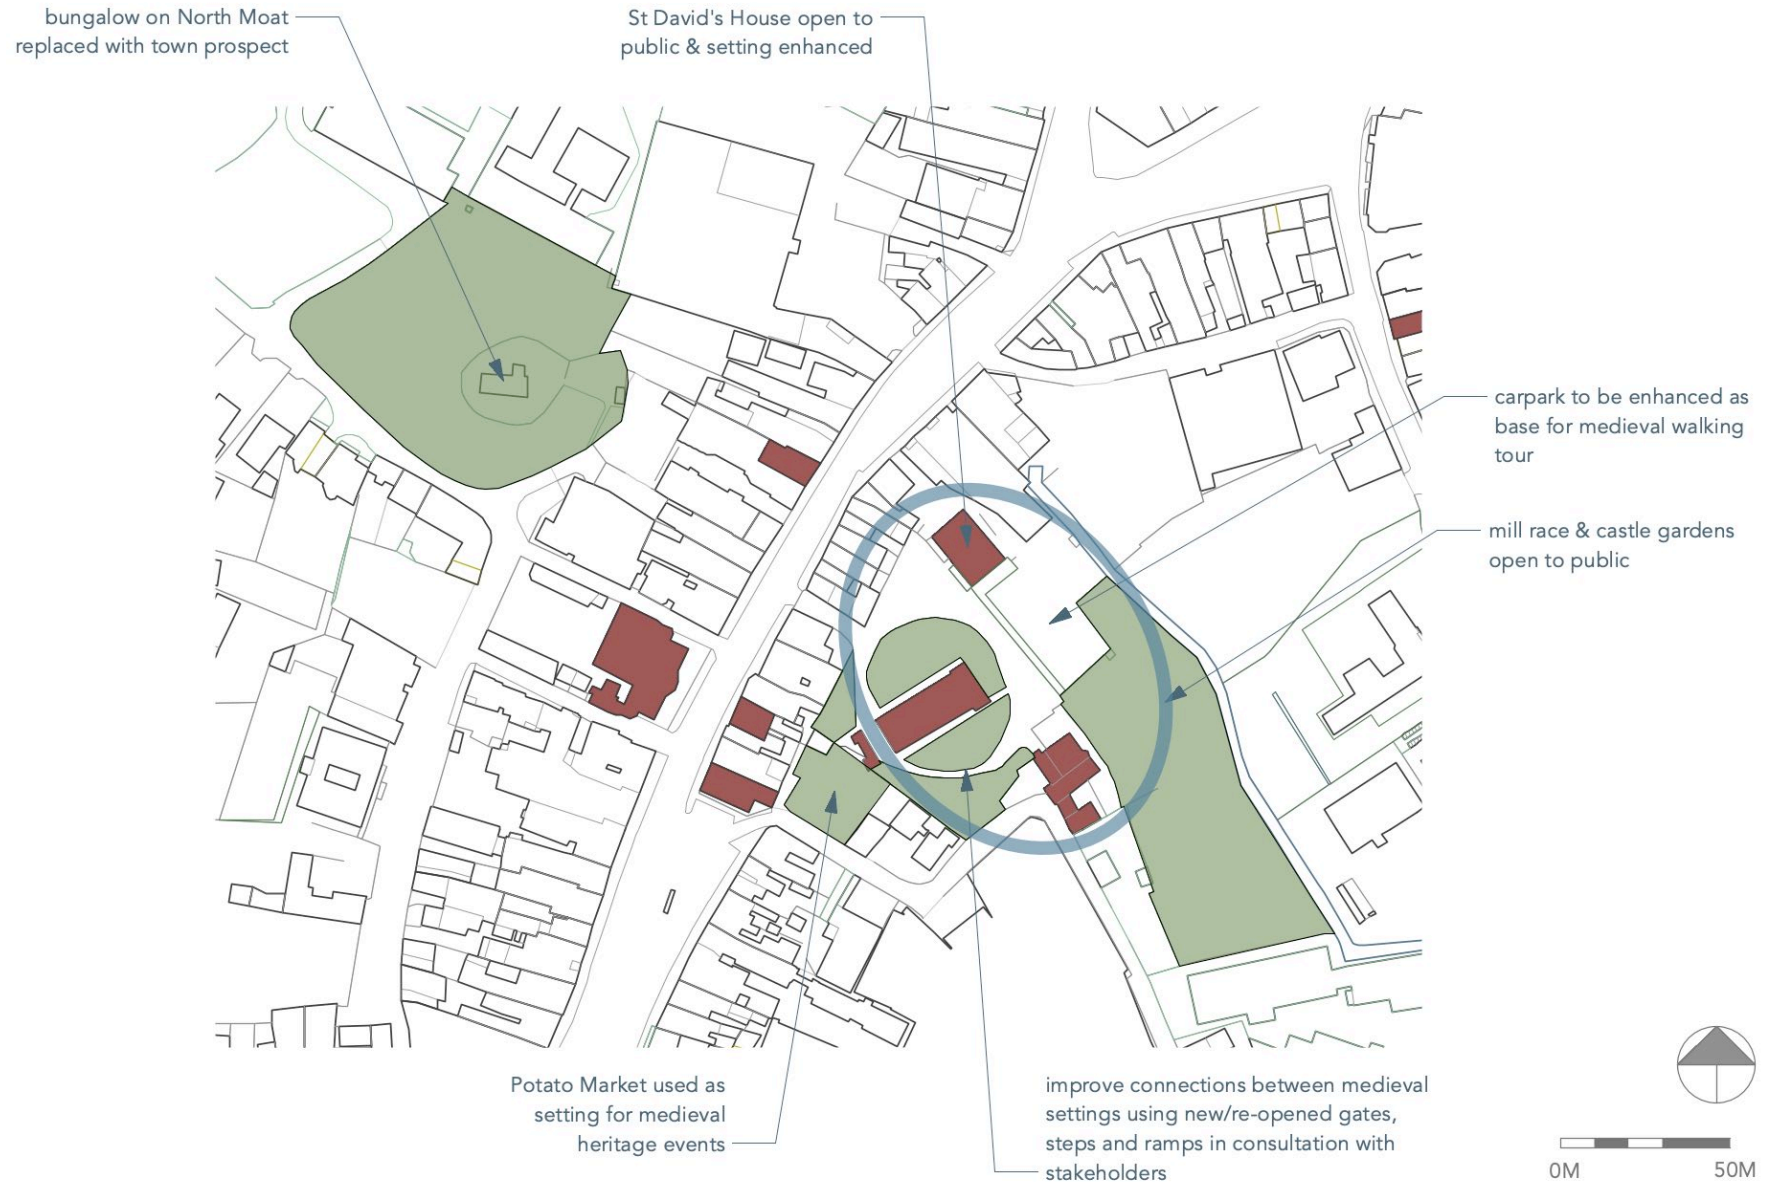 bungalow on North Moat
replaced with town prospect
St David's House open to
public & setting enhanced
carpark to be enhanced as
base for medieval walking
tour
mill race & castle gardens
open to public
Potato Market used as
setting for medieval
heritage events
improve connections between medieval
settings using new/re-opened gates,
steps and ramps in consultation with
stakeholders
0M 50M